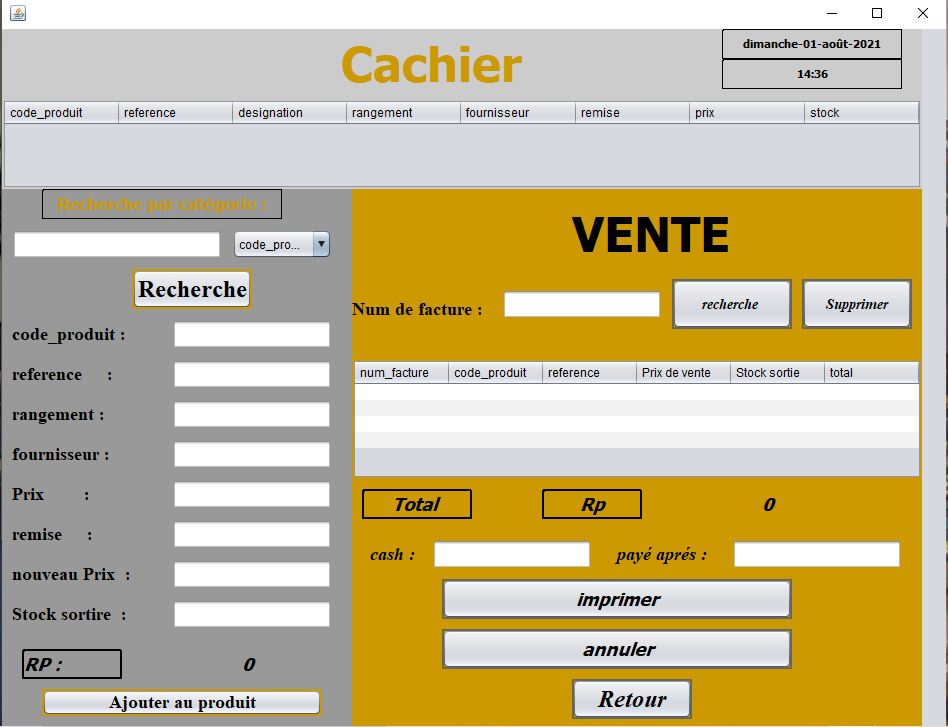 Cachier
dimanche-01-août-2021
14:36
code_produit reference designation rangement fournisseur remise prix stock
Recherche par catégorie :
code_pro...
Recherche
code_produit :
reference :
rangement :
fournisseur :
Prix :
remise :
nouveau Prix :
Stock sortire :
RP : 0
Ajouter au produit
VENTE
Num de facture : recherche Supprimer
num_facture code_produit reference Prix de vente Stock sortie total
Total Rp 0
cash : payé aprés :
imprimer
annuler
Retour